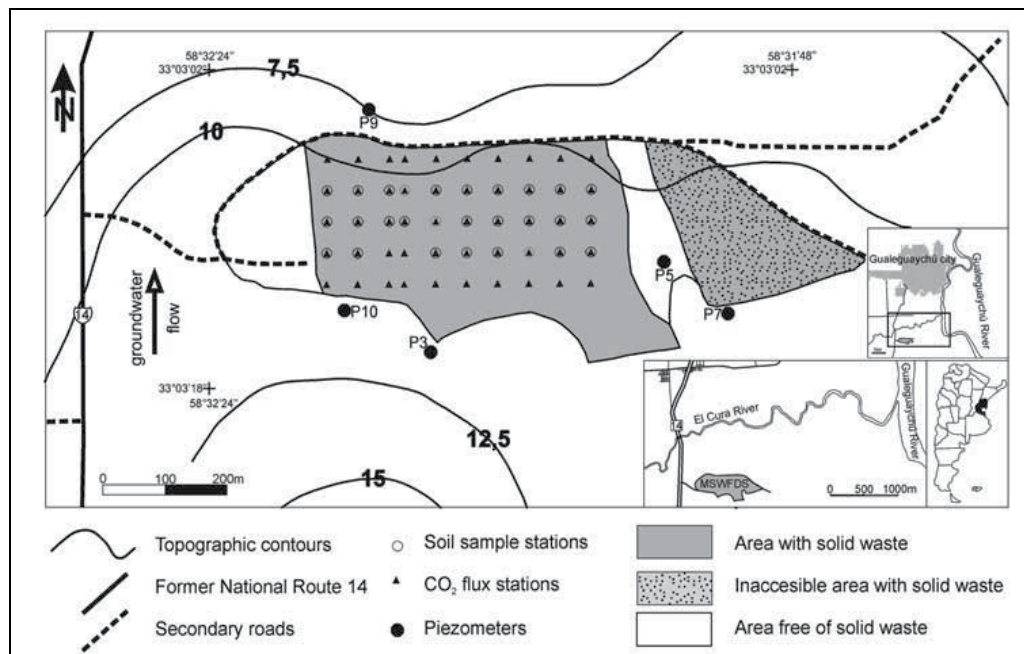 58°32'24"
33°03'02"
7,5
58°31'48"
33°03'02"
N
P9
10
P5
P10
P7
P3
groundwater
flow
14
33°03'18"
58°32'24"
12,5
15
0 100 200m
Gualeguaychú city
Gualeguaychú River
El Cura River
Gualeguaychú River
14
MSWFDS
0 500 1000m
Topographic contours
Former National Route 14
Secondary roads
Soil sample stations
CO₂ flux stations
Piezometers
Area with solid waste
Inaccesible area with solid waste
Area free of solid waste